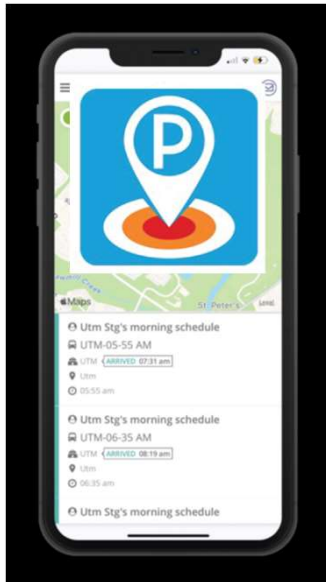 P
Maps
St. Peter's
Legal
Utm Stg's morning schedule
UTM-05-55 AM
UTM ARRIVED 07:31 am
Utm
05:55 am
Utm Stg's morning schedule
UTM-06-35 AM
UTM ARRIVED 08:19 am
Utm
06:35 am
Utm Stg's morning schedule